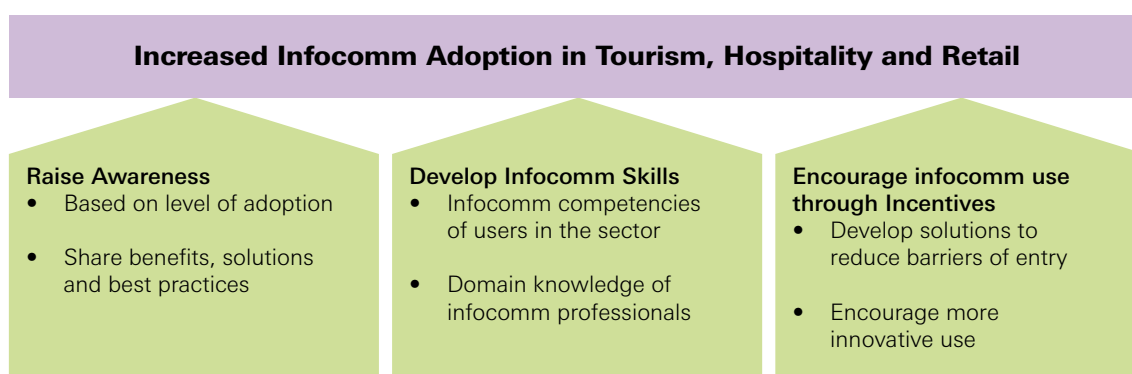 Increased Infocomm Adoption in Tourism, Hospitality and Retail
Raise Awareness
• Based on level of adoption
• Share benefits, solutions
and best practices
Develop Infocomm Skills
• Infocomm competencies
of users in the sector
• Domain knowledge of
infocomm professionals
Encourage infocomm use
through Incentives
• Develop solutions to
reduce barriers of entry
• Encourage more
innovative use